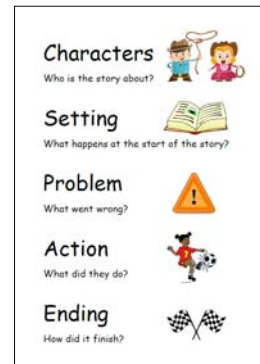 Characters
Who is the story about?
Setting
What happens at the start of the story?
Problem
What went wrong?
Action
What did they do?
Ending
How did it finish?